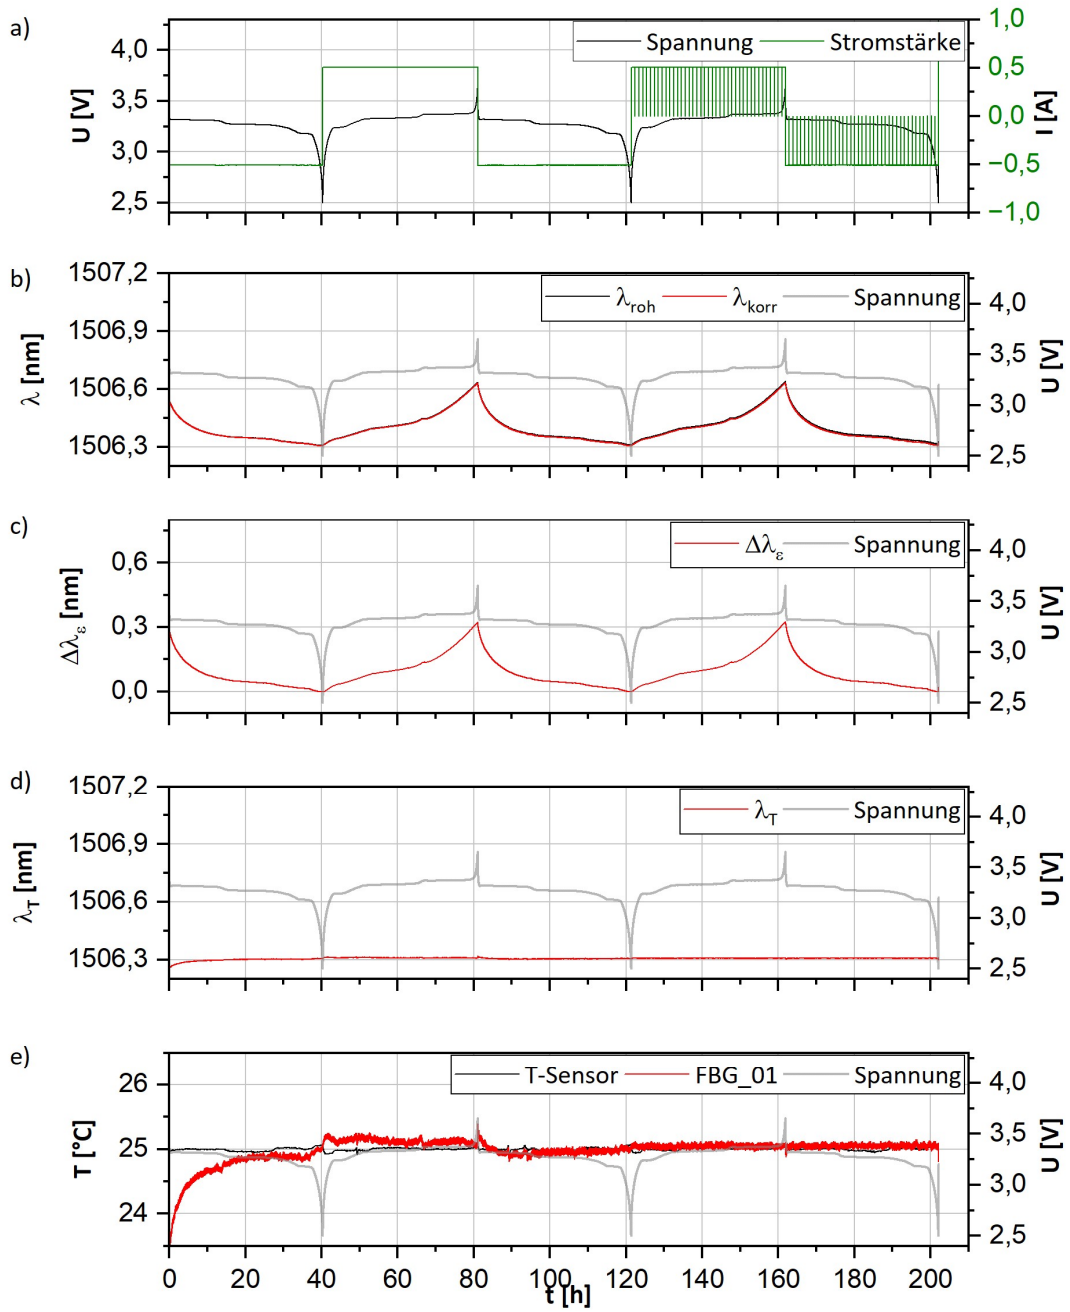 a)
Spannung Stromstärke
U [V]
4,0
3,5
3,0
2,5
1,0
0,5
0,0
−0,5
−1,0
I [A]
b)
λroh λkorr Spannung
λ [nm]
1507,2
1506,9
1506,6
1506,3
4,0
3,5
3,0
2,5
U [V]
c)
Δλε Spannung
Δλε [nm]
0,6
0,3
0,0
4,0
3,5
3,0
2,5
U [V]
d)
λT Spannung
λT [nm]
1507,2
1506,9
1506,6
1506,3
4,0
3,5
3,0
2,5
U [V]
e)
T-Sensor FBG_01 Spannung
T [°C]
26
25
24
4,0
3,5
3,0
2,5
U [V]
0 20 40 60 80 100 120 140 160 180 200
t [h]